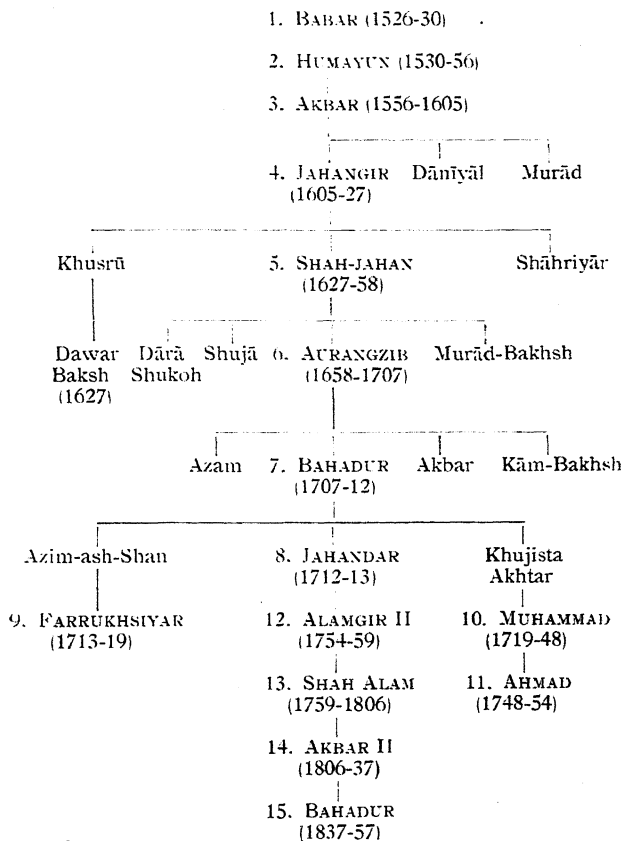 1. BABAR (1526-30)
2. HUMAYUN (1530-56)
3. AKBAR (1556-1605)
4. JAHANGIR Dānīyāl Murād
(1605-27)
Khusrū 5. SHAH-JAHAN Shāhriyār
(1627-58)
Dawar Dārā Shujā 6. AURANGZIB Murād-Bakhsh
Baksh Shukoh (1658-1707)
(1627)
Azam 7. BAHADUR Akbar Kām-Bakhsh
(1707-12)
Azim-ash-Shan 8. JAHANDAR Khujista
(1712-13) Akhtar
9. FARRUKHSIYAR 12. ALAMGIR II 10. MUHAMMAD
(1713-19) (1754-59) (1719-48)
13. SHAH ALAM 11. AHMAD
(1759-1806) (1748-54)
14. AKBAR II
(1806-37)
15. BAHADUR
(1837-57)